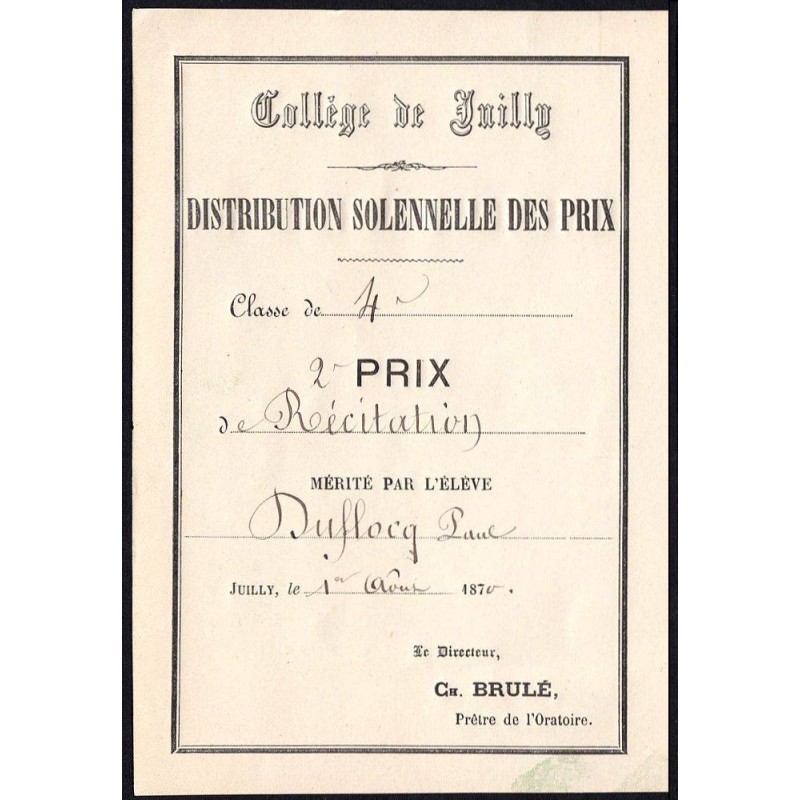 Collège de Juilly
DISTRIBUTION SOLENNELLE DES PRIX
Classe de 4e
2e PRIX
de Récitation
MÉRITÉ PAR L'ÉLÈVE
Duflocq Paul
JUILLY, le 1er Août 1870.
Le Directeur,
CH. BRULÉ,
Prêtre de l'Oratoire.